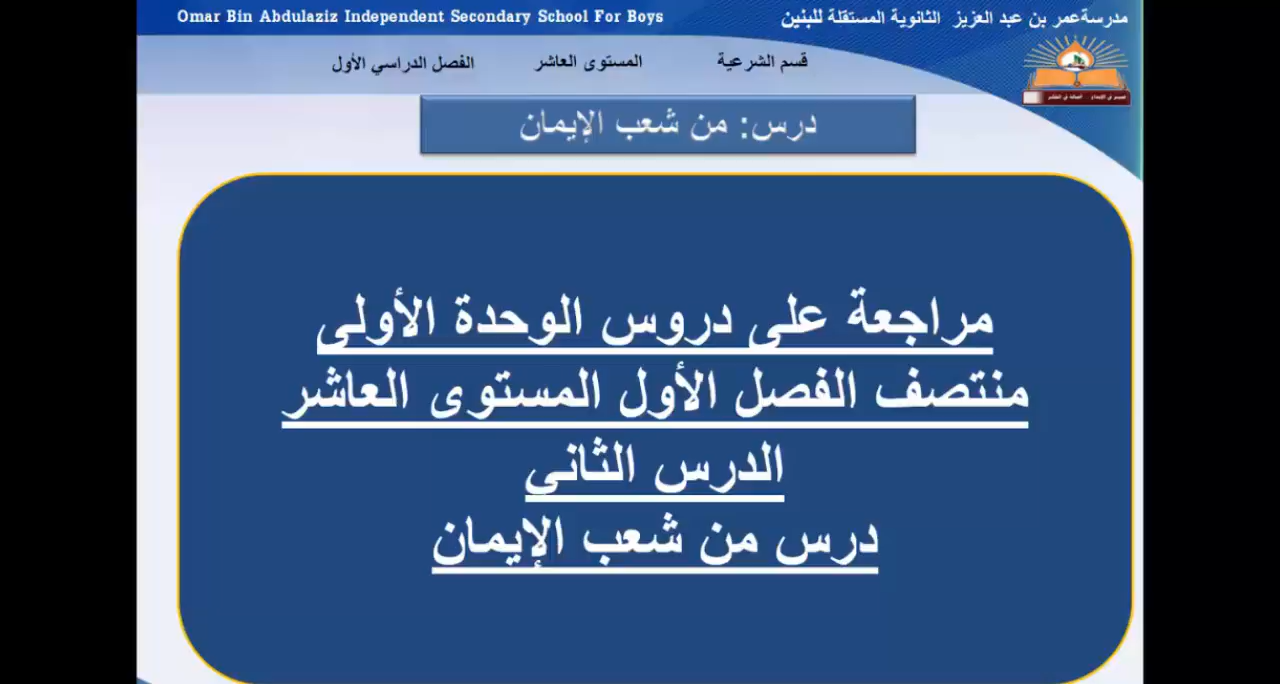 Omar Bin Abdulaziz Independent Secondary School For Boys
مدرسةعمر بن عبد العزيز الثانوية المستقلة للبنين
قسم الشرعية المستوى العاشر الفصل الدراسي الأول
درس: من شعب الإيمان
مراجعة على دروس الوحدة الأولى
منتصف الفصل الأول المستوى العاشر
الدرس الثاني
درس من شعب الإيمان